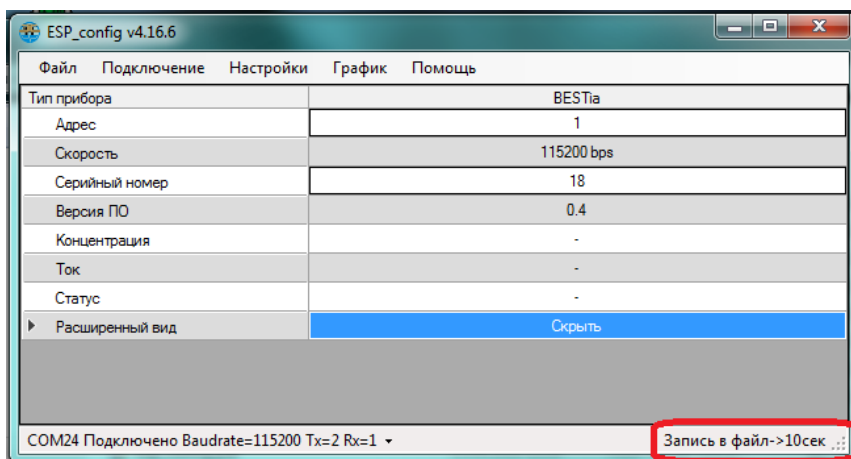 ESP_config v4.16.6
Файл Подключение Настройки График Помощь
Тип прибора BESTia
Адрес 1
Скорость 115200 bps
Серийный номер 18
Версия ПО 0.4
Концентрация -
Ток -
Статус -
Расширенный вид Скрыть
COM24 Подключено Baudrate=115200 Tx=2 Rx=1 Запись в файл->10сек